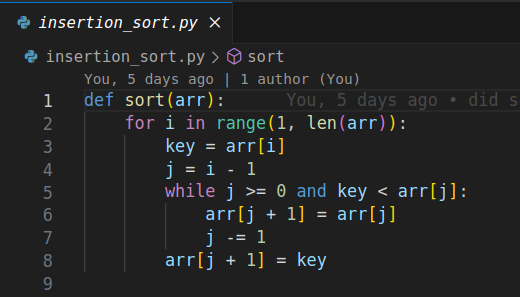 insertion_sort.py ×
insertion_sort.py > sort
You, 5 days ago | 1 author (You)
1 def sort(arr): You, 5 days ago • did s
2     for i in range(1, len(arr)):
3         key = arr[i]
4         j = i - 1
5         while j >= 0 and key < arr[j]:
6             arr[j + 1] = arr[j]
7             j -= 1
8         arr[j + 1] = key
9